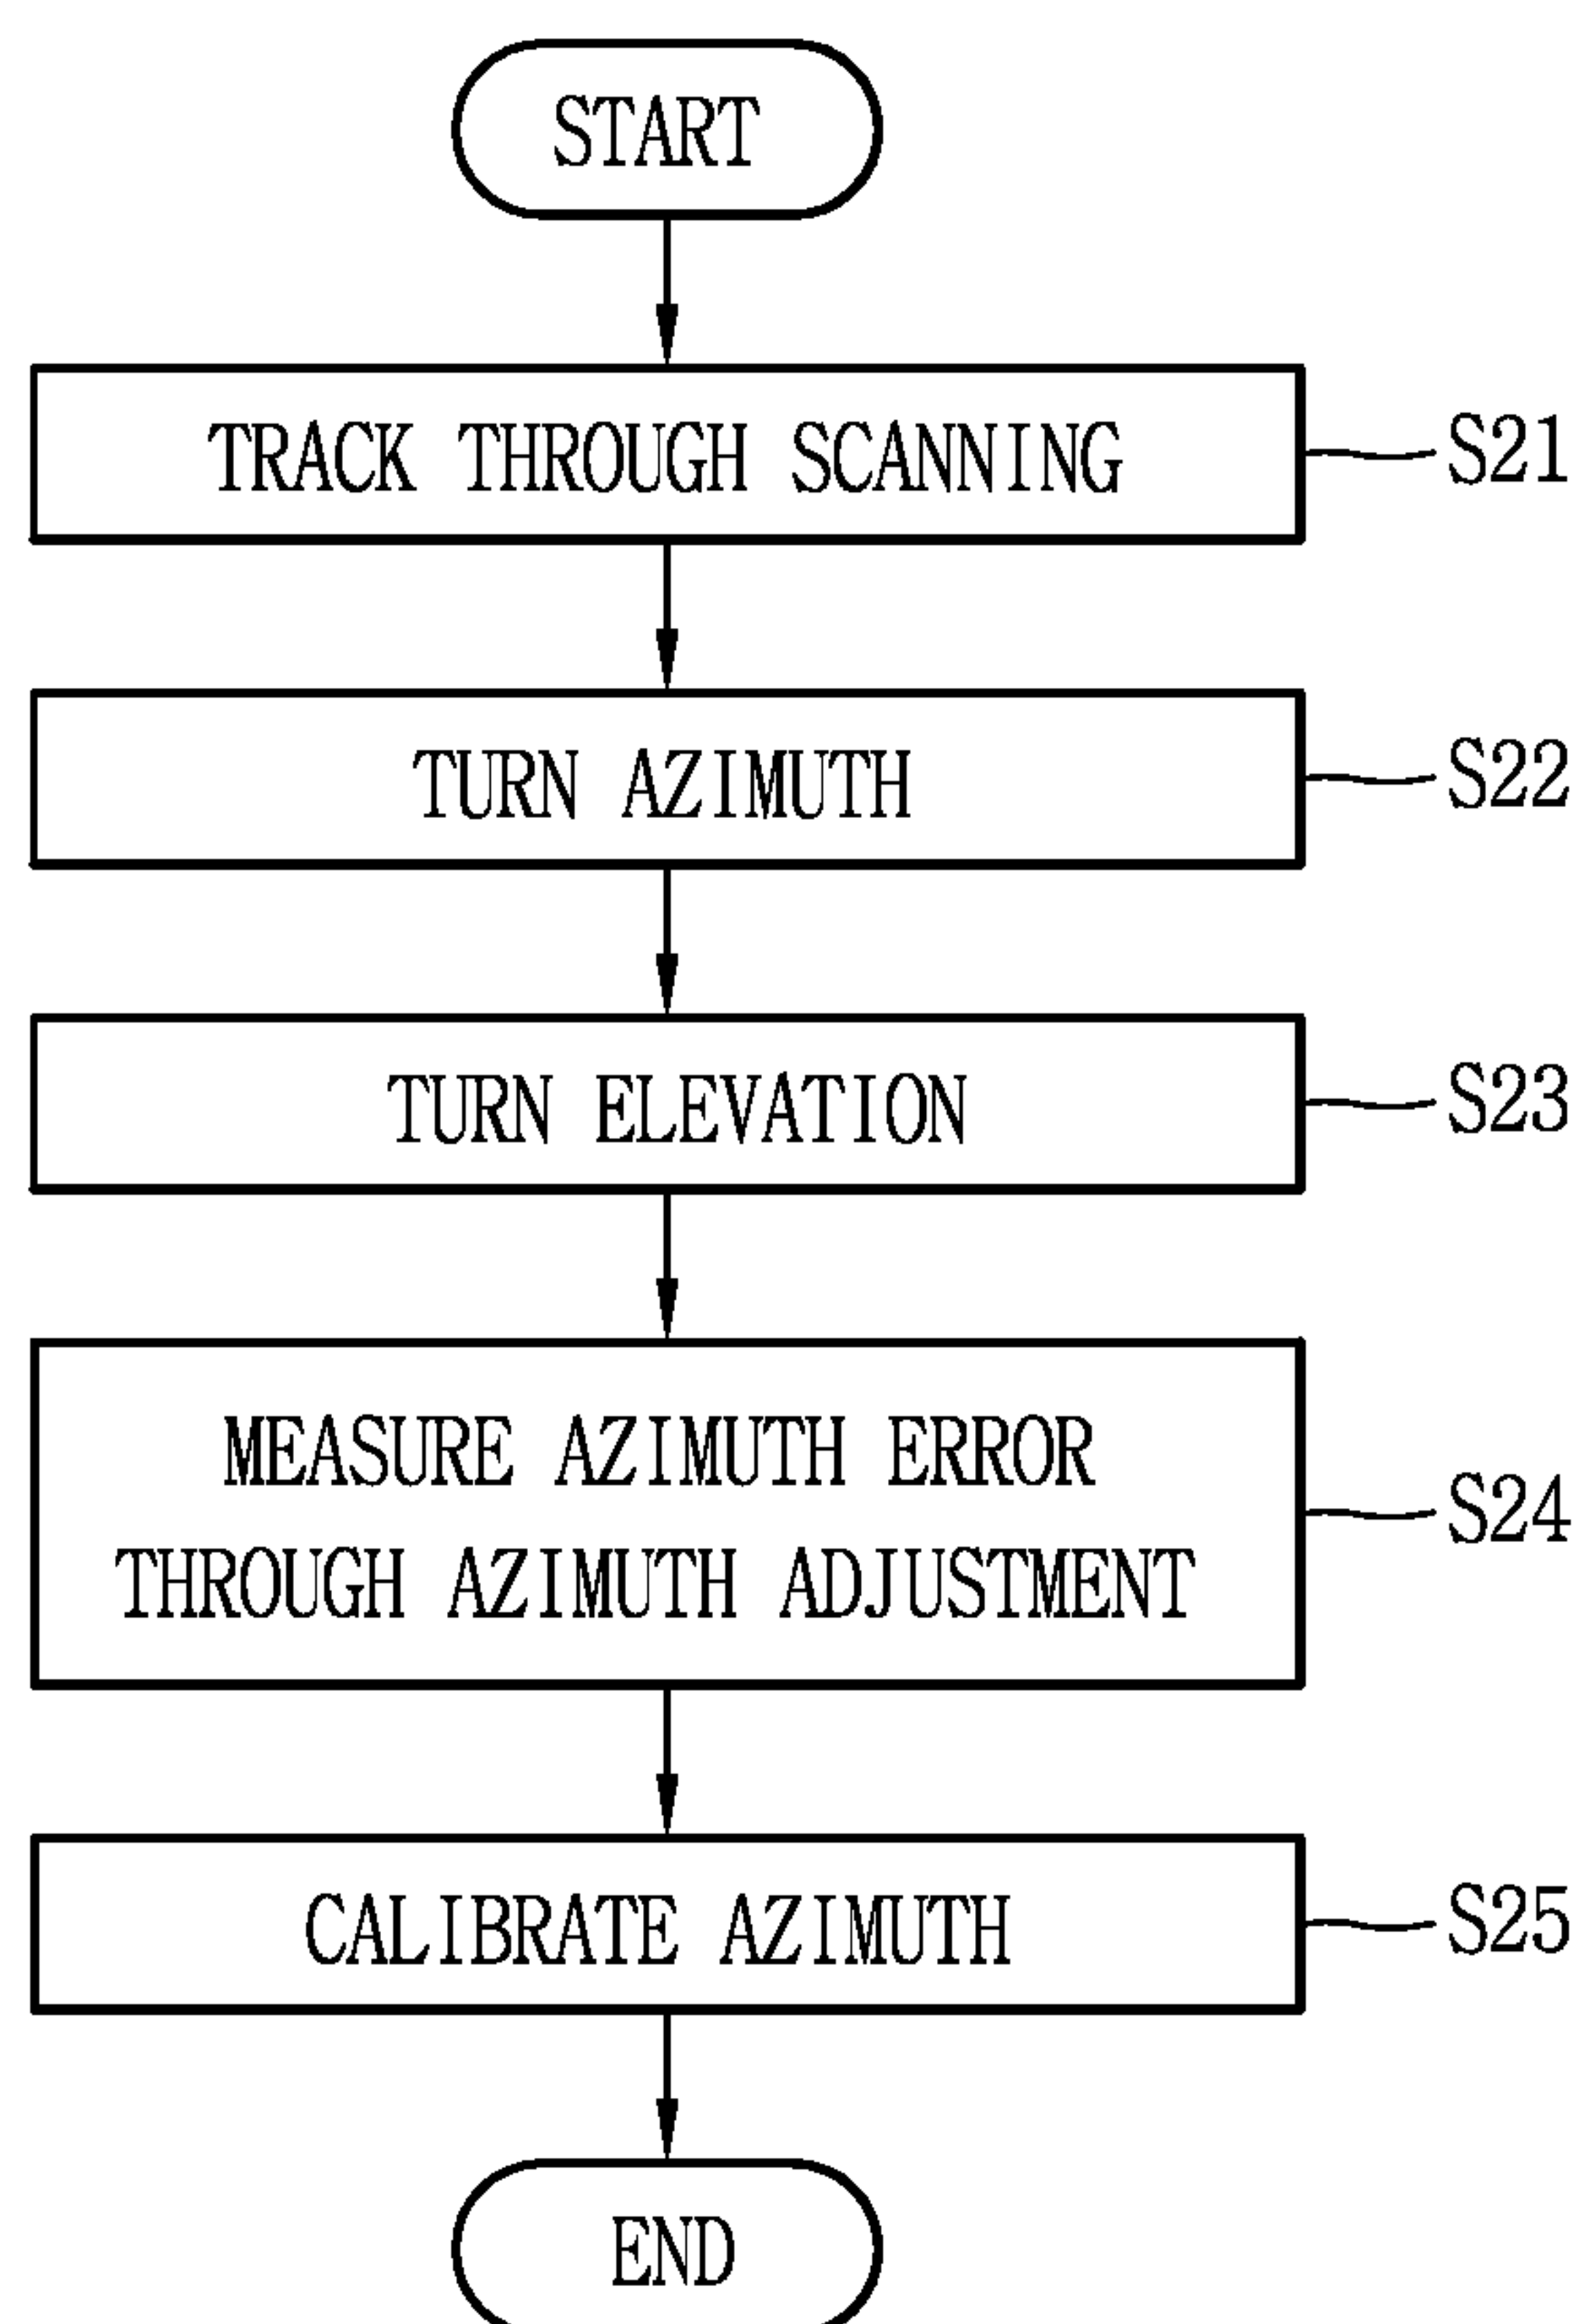 START
TRACK THROUGH SCANNING
S21
TURN AZIMUTH
S22
TURN ELEVATION
S23
MEASURE AZIMUTH ERROR
THROUGH AZIMUTH ADJUSTMENT
S24
CALIBRATE AZIMUTH
S25
END